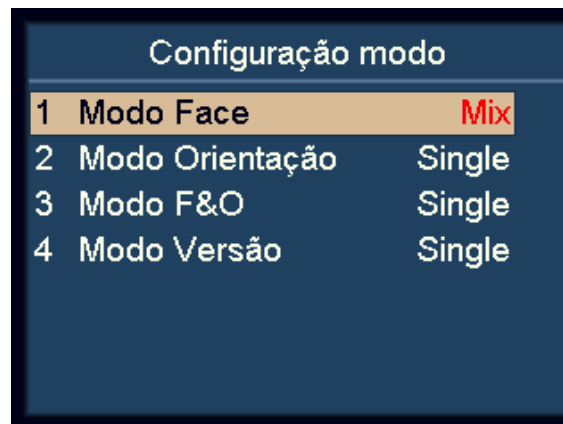 Configuração modo
1 Modo Face Mix
2 Modo Orientação Single
3 Modo F&O Single
4 Modo Versão Single